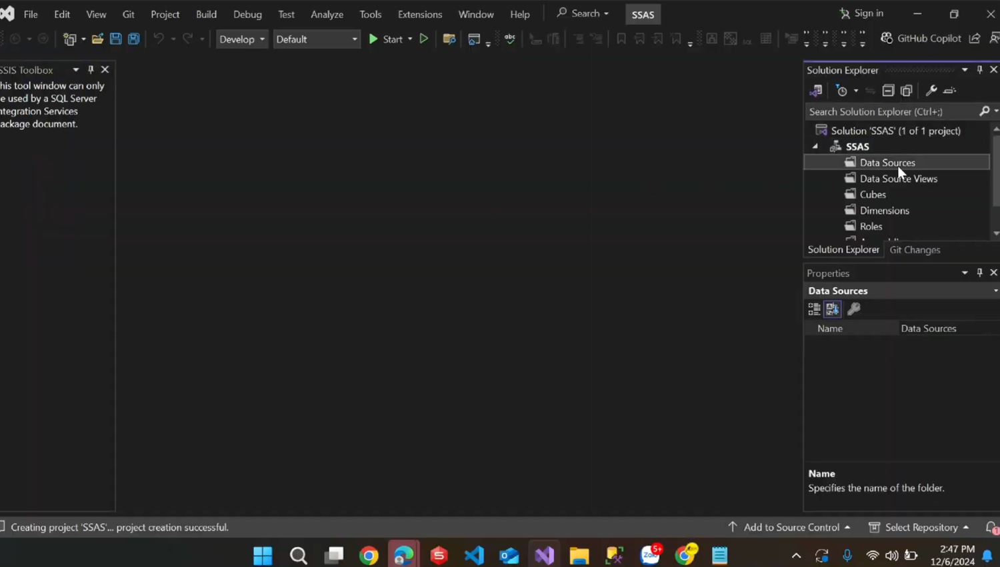 File Edit View Git Project Build Debug Test Analyze Tools Extensions Window Help Search SSAS Sign in
Develop Default Start GitHub Copilot
SSIS Toolbox
his tool window can only
e used by a SQL Server
ntegration Services
ackage document.
Solution Explorer
Search Solution Explorer (Ctrl+;)
Solution 'SSAS' (1 of 1 project)
SSAS
Data Sources
Data Source Views
Cubes
Dimensions
Roles
Solution Explorer Git Changes
Properties
Data Sources
Name Data Sources
Name
Specifies the name of the folder.
Creating project 'SSAS'... project creation successful. Add to Source Control Select Repository
5+
Zalo
2:47 PM
12/6/2024